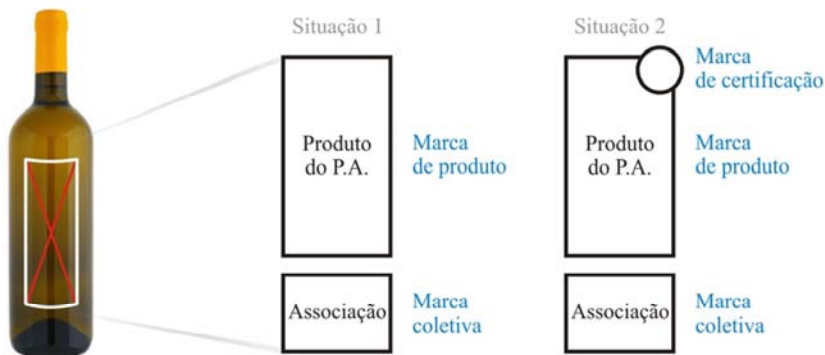 Situação 1
Produto
do P.A.
Marca
de produto
Associação
Marca
coletiva
Situação 2
Marca
de certificação
Produto
do P.A.
Marca
de produto
Associação
Marca
coletiva